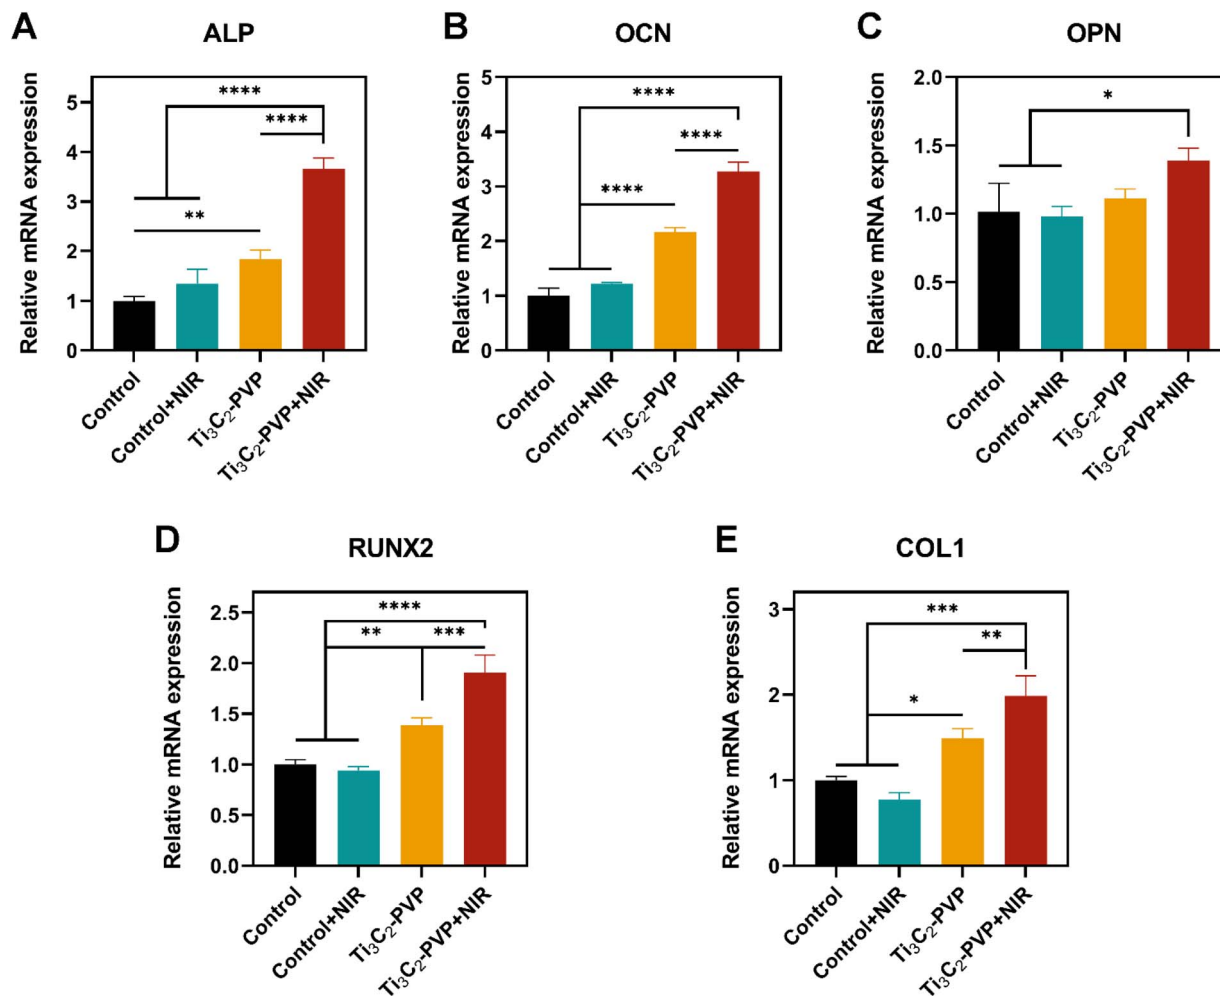 A
ALP
Relative mRNA expression
5
4
3
2
1
0
****
****
**
Control
Control+NIR
Ti₃C₂-PVP
Ti₃C₂-PVP+NIR
B
OCN
Relative mRNA expression
5
4
3
2
1
0
****
****
****
Control
Control+NIR
Ti₃C₂-PVP
Ti₃C₂-PVP+NIR
C
OPN
Relative mRNA expression
2.0
1.5
1.0
0.5
0.0
*
Control
Control+NIR
Ti₃C₂-PVP
Ti₃C₂-PVP+NIR
D
RUNX2
Relative mRNA expression
2.5
2.0
1.5
1.0
0.5
0.0
****
** ***
Control
Control+NIR
Ti₃C₂-PVP
Ti₃C₂-PVP+NIR
E
COL1
Relative mRNA expression
3
2
1
0
***
**
*
Control
Control+NIR
Ti₃C₂-PVP
Ti₃C₂-PVP+NIR